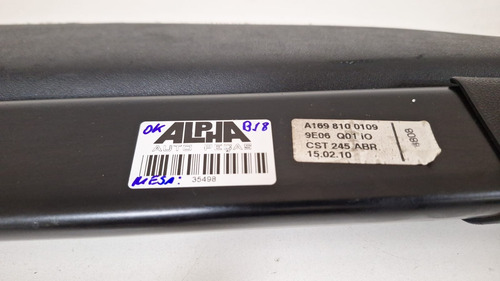 OK ALPHA B18
AUTO PEÇAS
MESA: 35498
A169 810 0109
9E06 Q01 IO
CST 245 ABR
15.02.10
9808